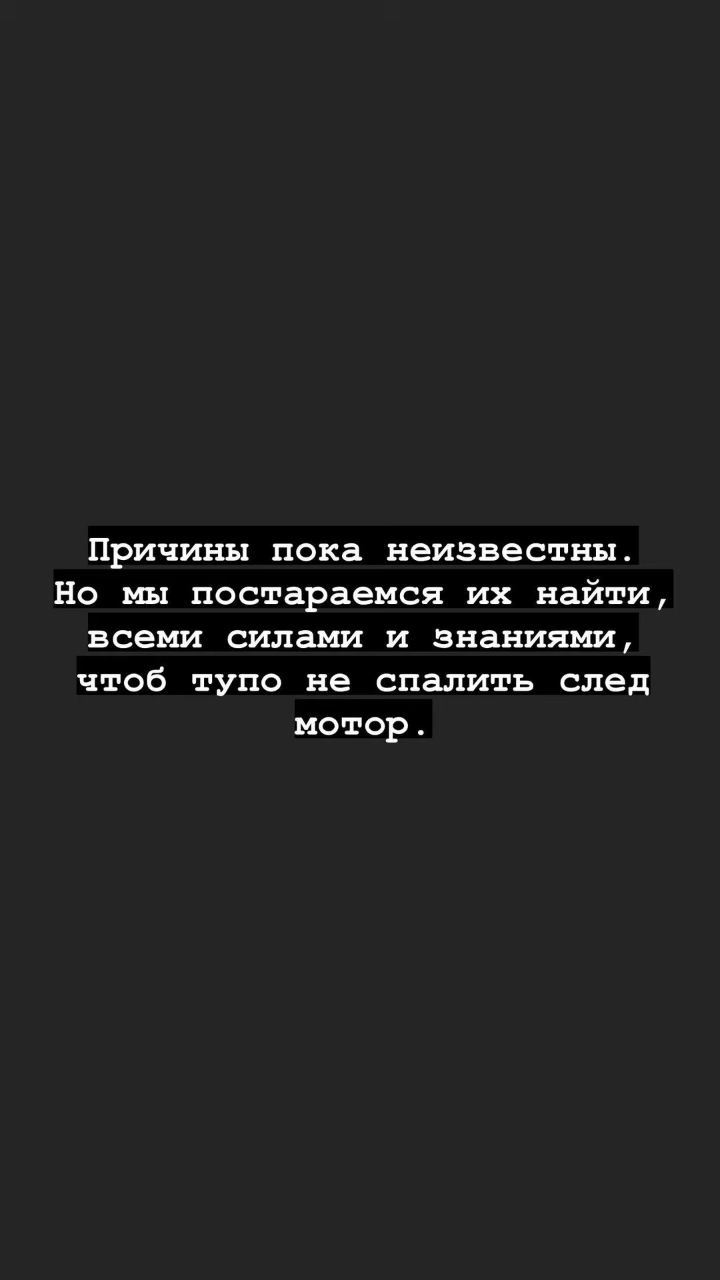 Причины пока неизвестны.
Но мы постараемся их найти,
всеми силами и знаниями,
чтоб тупо не спалить след
мотор.